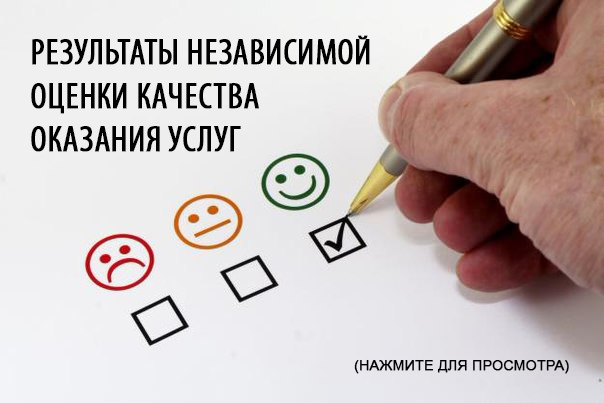 РЕЗУЛЬТАТЫ НЕЗАВИСИМОЙ
ОЦЕНКИ КАЧЕСТВА
ОКАЗАНИЯ УСЛУГ
(НАЖМИТЕ ДЛЯ ПРОСМОТРА)